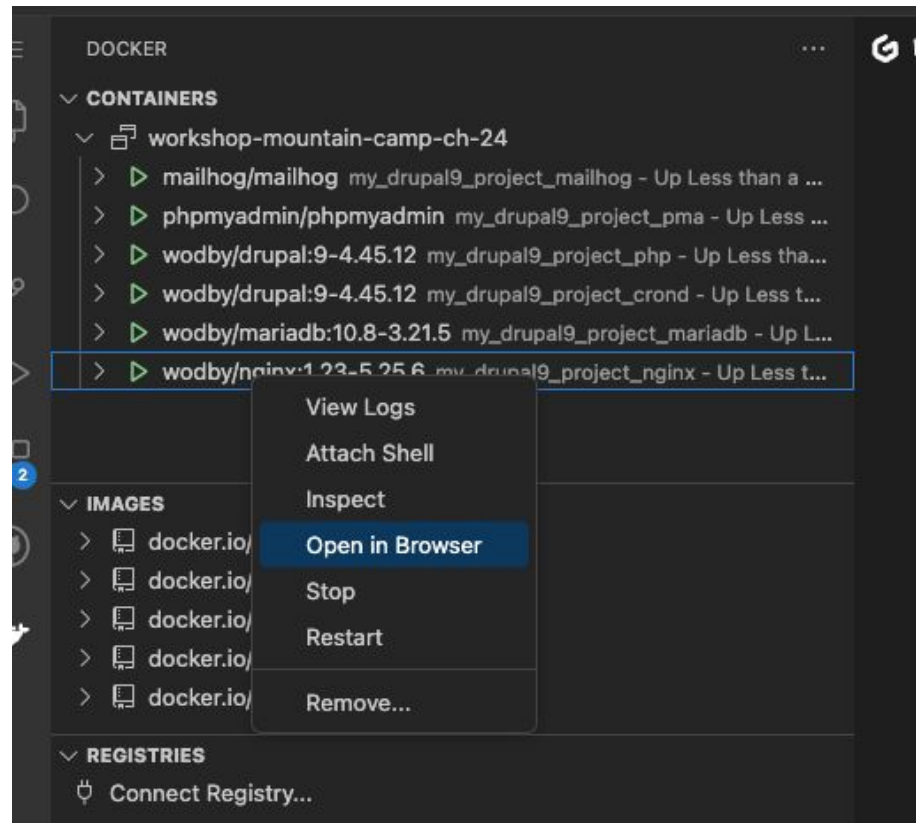 DOCKER
CONTAINERS
workshop-mountain-camp-ch-24
mailhog/mailhog my_drupal9_project_mailhog - Up Less than a ...
phpmyadmin/phpmyadmin my_drupal9_project_pma - Up Less ...
wodby/drupal:9-4.45.12 my_drupal9_project_php - Up Less tha...
wodby/drupal:9-4.45.12 my_drupal9_project_crond - Up Less t...
wodby/mariadb:10.8-3.21.5 my_drupal9_project_mariadb - Up L...
wodby/nginx:1.23-5.25.6 my_drupal9_project_nginx - Up Less t...
View Logs
Attach Shell
Inspect
Open in Browser
Stop
Restart
Remove...
2
IMAGES
docker.io/
docker.io/
docker.io/
docker.io/
docker.io/
REGISTRIES
Connect Registry...